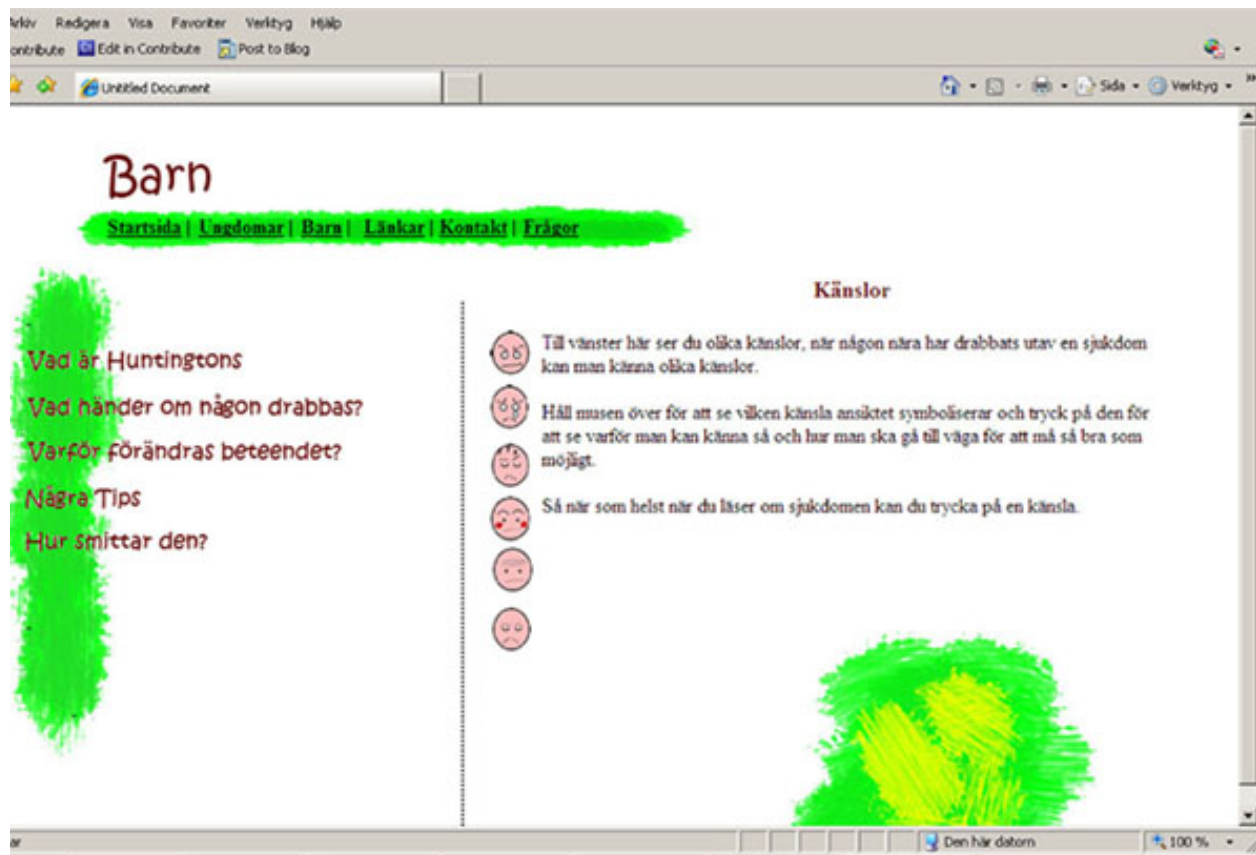 Arkiv Redigera Visa Favoriter Verktyg Hjälp
Contribute Edit in Contribute Post to Blog
Untitled Document
Sida Verktyg
Barn
Startsida | Ungdomar | Barn | Länkar | Kontakt | Frågor
Känslor
Vad är Huntingtons
Vad händer om någon drabbas?
Varför förändras beteendet?
Några Tips
Hur smittar den?
Till vänster här ser du olika känslor, när någon nära har drabbats utav en sjukdom
kan man känna olika känslor.
Håll musen över för att se vilken känsla ansiktet symboliserar och tryck på den för
att se varför man kan känna så och hur man ska gå till väga för att må så bra som
möjligt.
Så när som helst när du läser om sjukdomen kan du trycka på en känsla.
Den här datorn
100 %